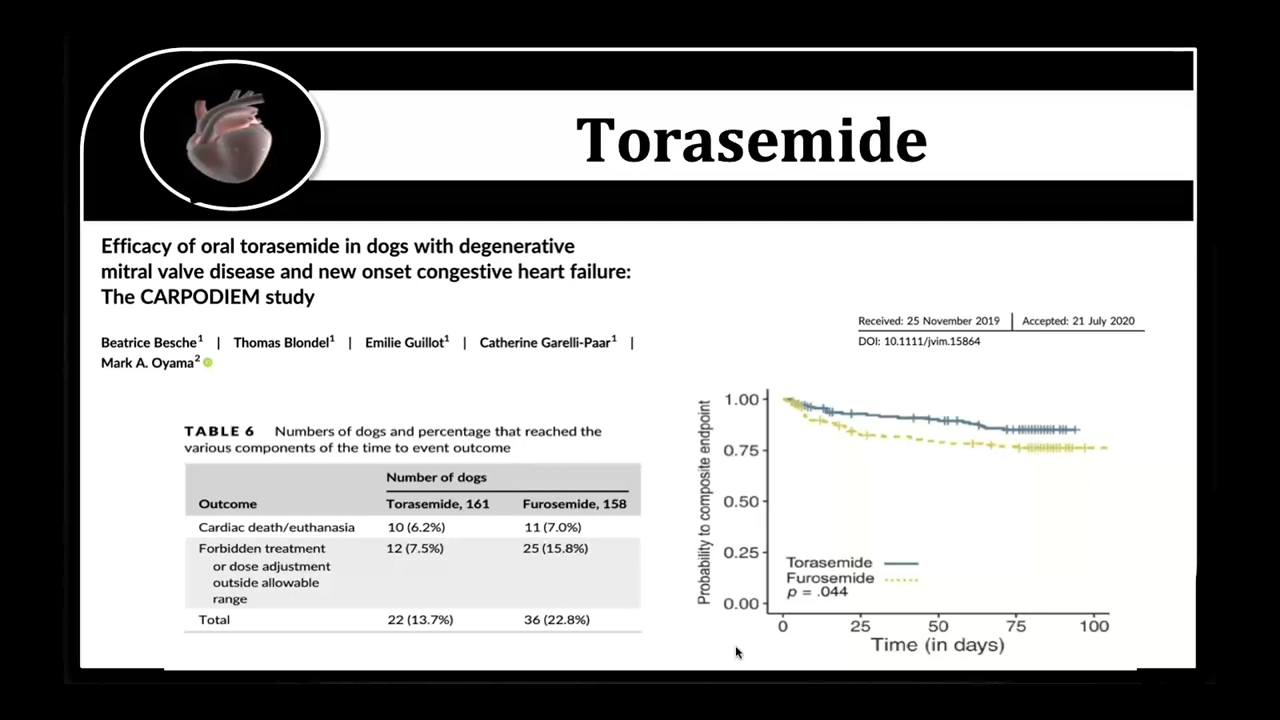 Torasemide
Efficacy of oral torasemide in dogs with degenerative
mitral valve disease and new onset congestive heart failure:
The CARPODIEM study
Received: 25 November 2019 | Accepted: 21 July 2020
DOI: 10.1111/jvim.15864
Beatrice Besche1 | Thomas Blondel1 | Emilie Guillot1 | Catherine Garelli-Paar1 |
Mark A. Oyama2
TABLE 6 Numbers of dogs and percentage that reached the
various components of the time to event outcome
Number of dogs
Outcome Torasemide, 161 Furosemide, 158
Cardiac death/euthanasia 10 (6.2%) 11 (7.0%)
Forbidden treatment 12 (7.5%) 25 (15.8%)
or dose adjustment
outside allowable
range
Total 22 (13.7%) 36 (22.8%)
Probability to composite endpoint
1.00
0.75
0.50
0.25
0.00
Torasemide
Furosemide
p = .044
0 25 50 75 100
Time (in days)